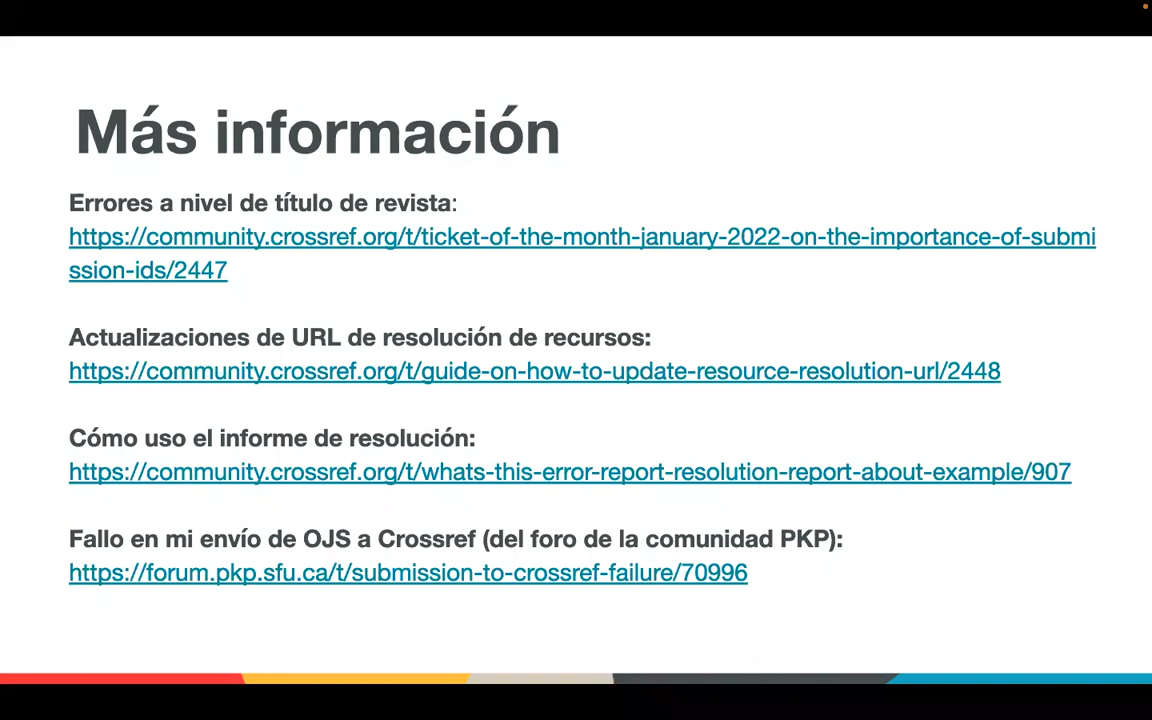 Más información
Errores a nivel de título de revista:
https://community.crossref.org/t/ticket-of-the-month-january-2022-on-the-importance-of-submi
ssion-ids/2447
Actualizaciones de URL de resolución de recursos:
https://community.crossref.org/t/guide-on-how-to-update-resource-resolution-url/2448
Cómo uso el informe de resolución:
https://community.crossref.org/t/whats-this-error-report-resolution-report-about-example/907
Fallo en mi envío de OJS a Crossref (del foro de la comunidad PKP):
https://forum.pkp.sfu.ca/t/submission-to-crossref-failure/70996